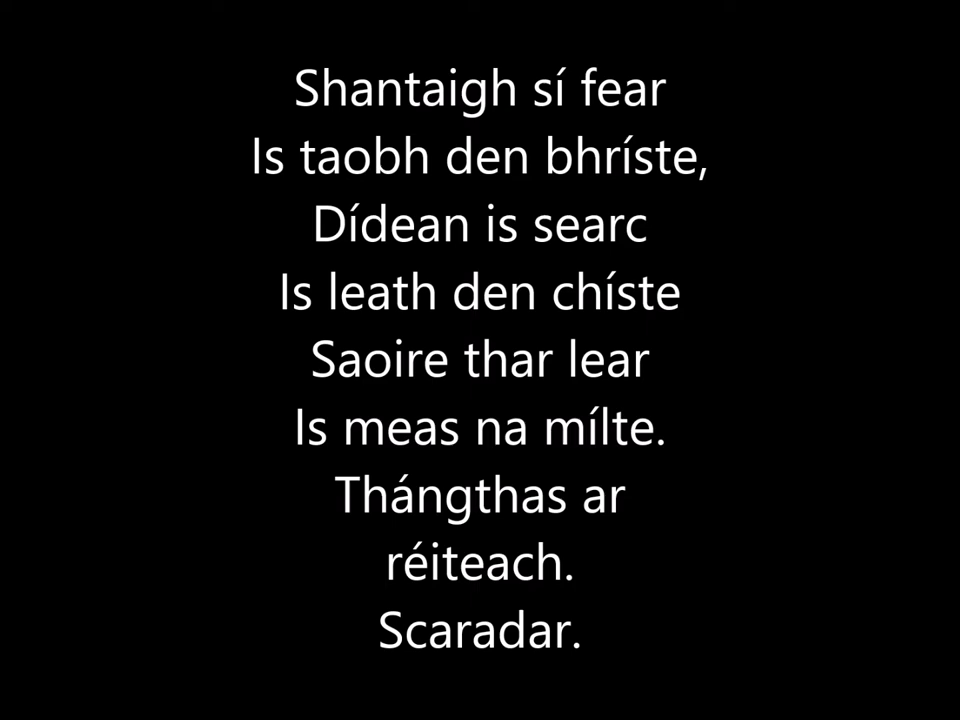 Shantaigh sí fear
Is taobh den bhríste,
Dídean is searc
Is leath den chíste
Saoire thar lear
Is meas na mílte.
Thángthas ar
réiteach.
Scaradar.